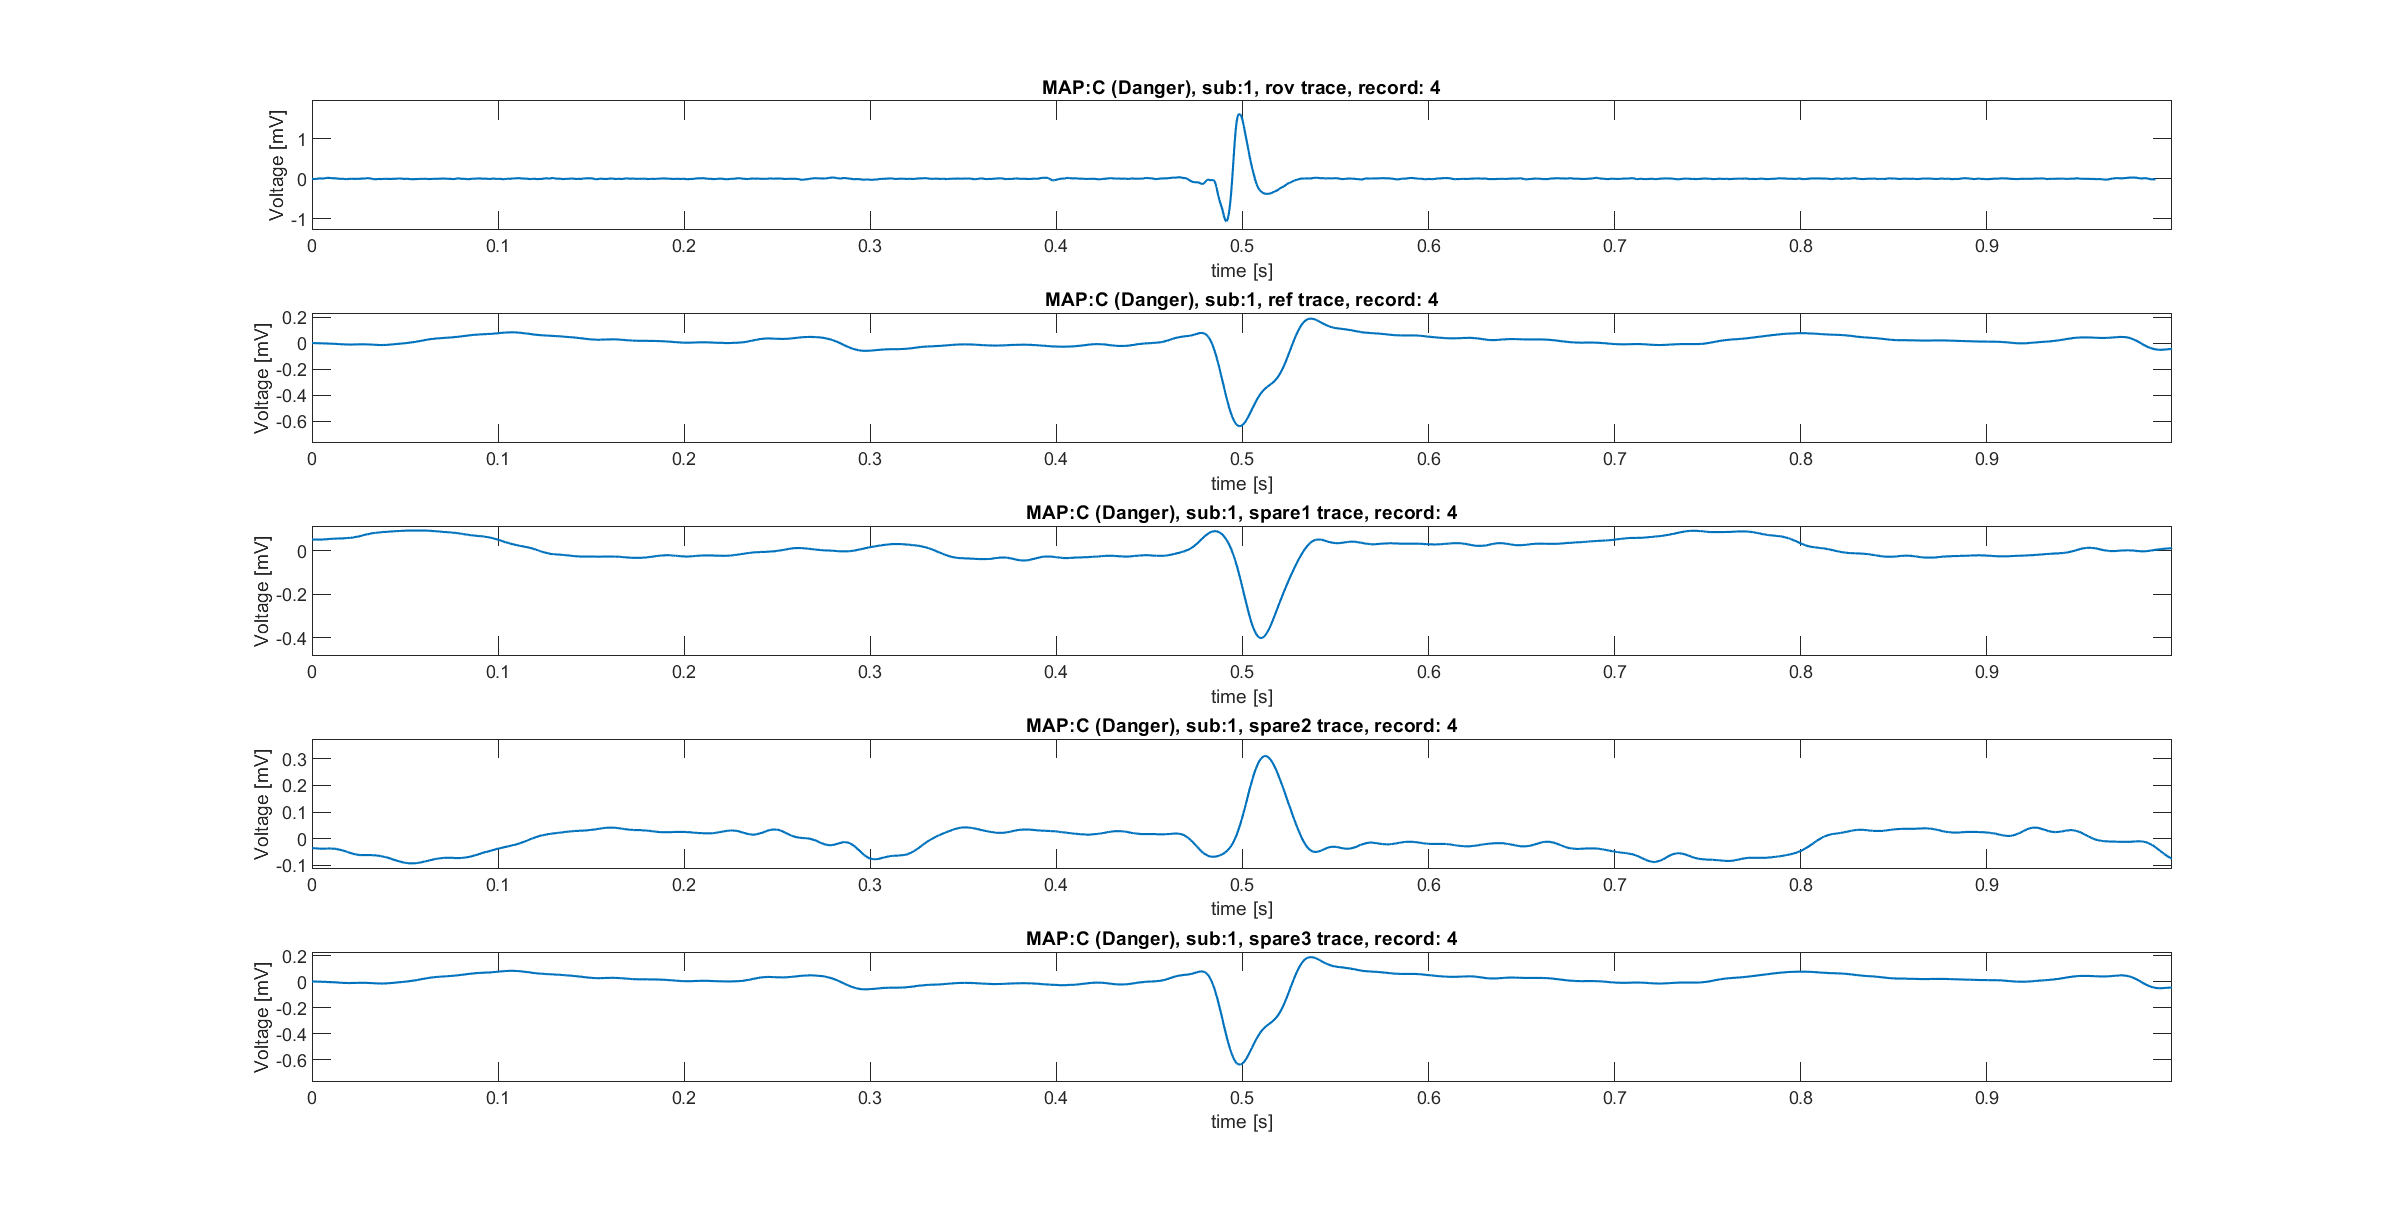 MAP:C (Danger), sub:1, rov trace, record: 4
Voltage [mV]
1
0
-1
0 0.1 0.2 0.3 0.4 0.5 0.6 0.7 0.8 0.9
time [s]
MAP:C (Danger), sub:1, ref trace, record: 4
Voltage [mV]
0.2
0
-0.2
-0.4
-0.6
0 0.1 0.2 0.3 0.4 0.5 0.6 0.7 0.8 0.9
time [s]
MAP:C (Danger), sub:1, spare1 trace, record: 4
Voltage [mV]
0
-0.2
-0.4
0 0.1 0.2 0.3 0.4 0.5 0.6 0.7 0.8 0.9
time [s]
MAP:C (Danger), sub:1, spare2 trace, record: 4
Voltage [mV]
0.3
0.2
0.1
0
-0.1
0 0.1 0.2 0.3 0.4 0.5 0.6 0.7 0.8 0.9
time [s]
MAP:C (Danger), sub:1, spare3 trace, record: 4
Voltage [mV]
0.2
0
-0.2
-0.4
-0.6
0 0.1 0.2 0.3 0.4 0.5 0.6 0.7 0.8 0.9
time [s]